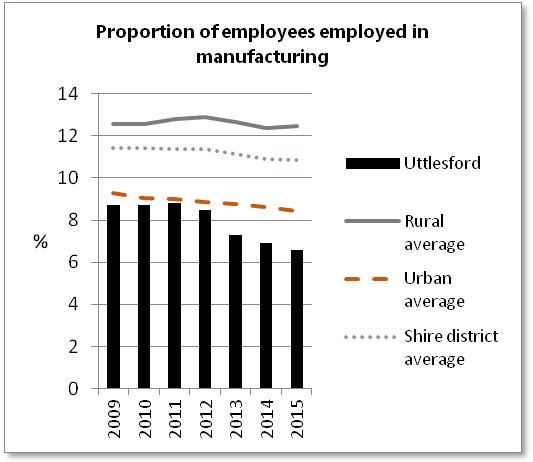 Proportion of employees employed in
manufacturing
14
12
10
8
6
4
2
0
%
2009
2010
2011
2012
2013
2014
2015
Uttlesford
Rural
average
Urban
average
Shire district
average